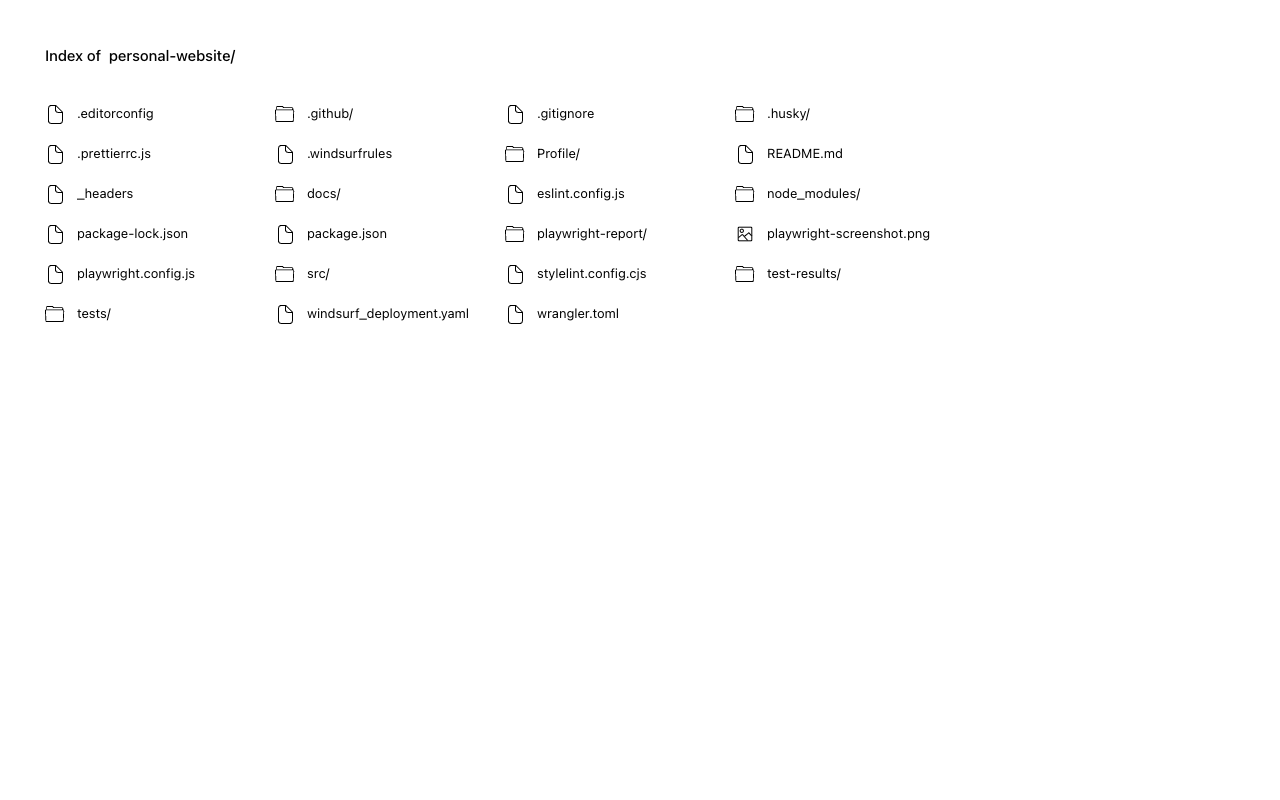 Index of  personal-website/
.editorconfig .github/ .gitignore .husky/
.prettierrc.js .windsurfrules Profile/ README.md
_headers docs/ eslint.config.js node_modules/
package-lock.json package.json playwright-report/ playwright-screenshot.png
playwright.config.js src/ stylelint.config.cjs test-results/
tests/ windsurf_deployment.yaml wrangler.toml